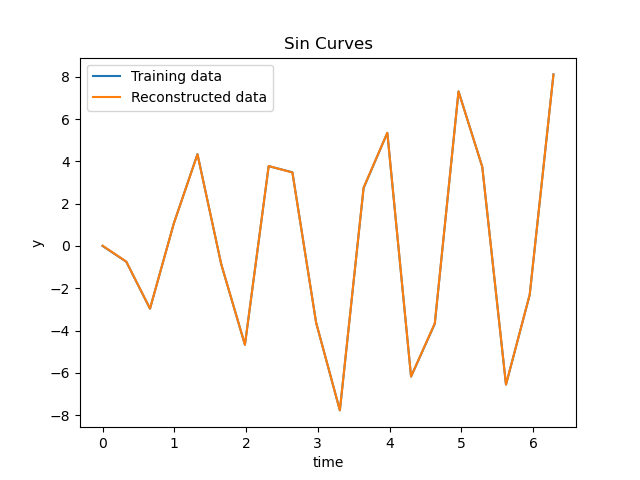 Sin Curves
Training data
Reconstructed data
8
6
4
2
0
−2
−4
−6
−8
y
0 1 2 3 4 5 6
time